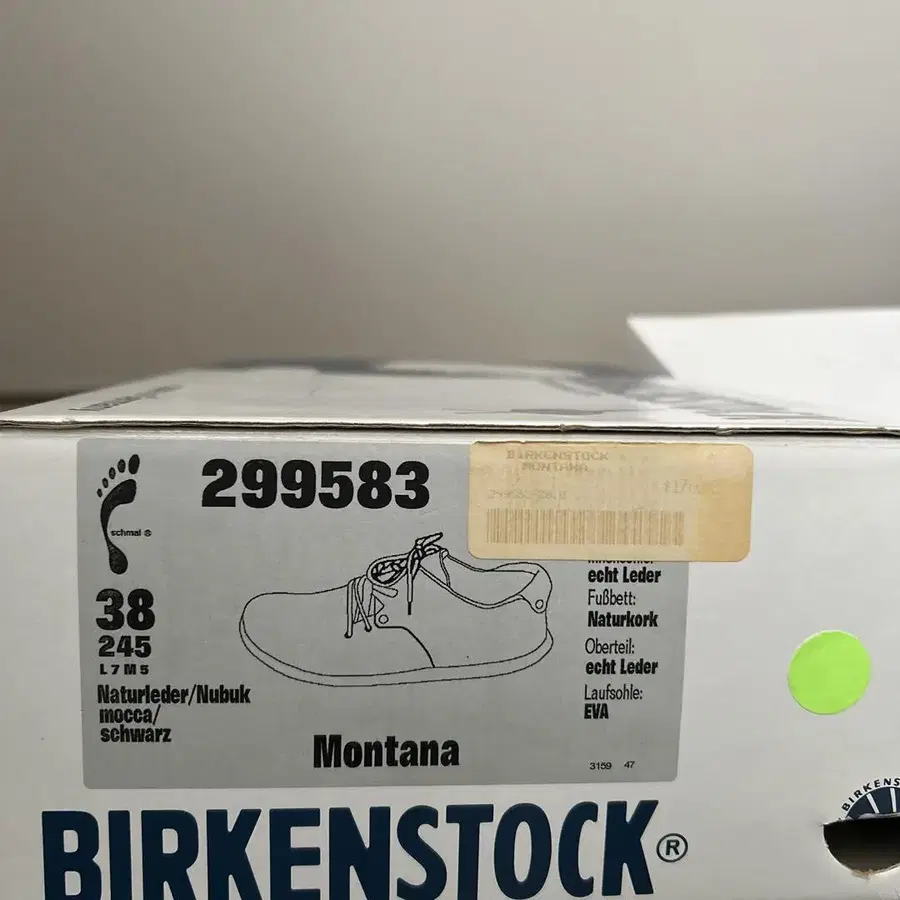 299583
schmal ®
38
245
L 7 M 5
Naturleder/Nubuk
mocca/
schwarz
Montana
BIRKENSTOCK
MONTANA
echt Leder
Fußbett:
Naturkork
Oberteil:
echt Leder
Laufsohle:
EVA
3159 47
BIRKENSTOCK®